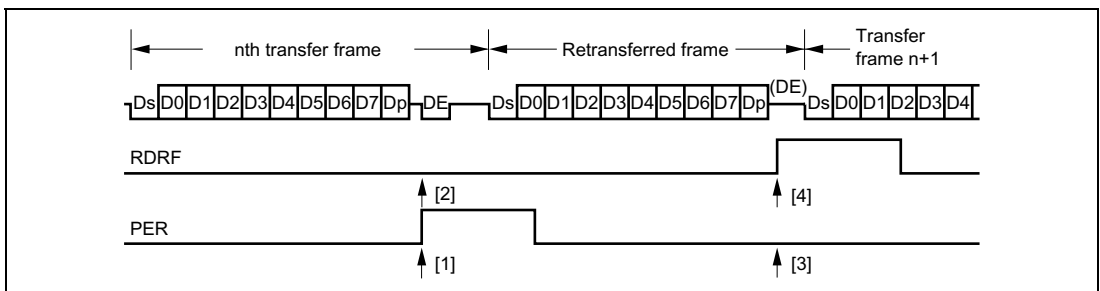 nth transfer frame Retransferred frame Transfer
frame n+1
Ds D0 D1 D2 D3 D4 D5 D6 D7 Dp DE Ds D0 D1 D2 D3 D4 D5 D6 D7 Dp (DE) Ds D0 D1 D2 D3 D4
RDRF
[2] [4]
PER
[1] [3]